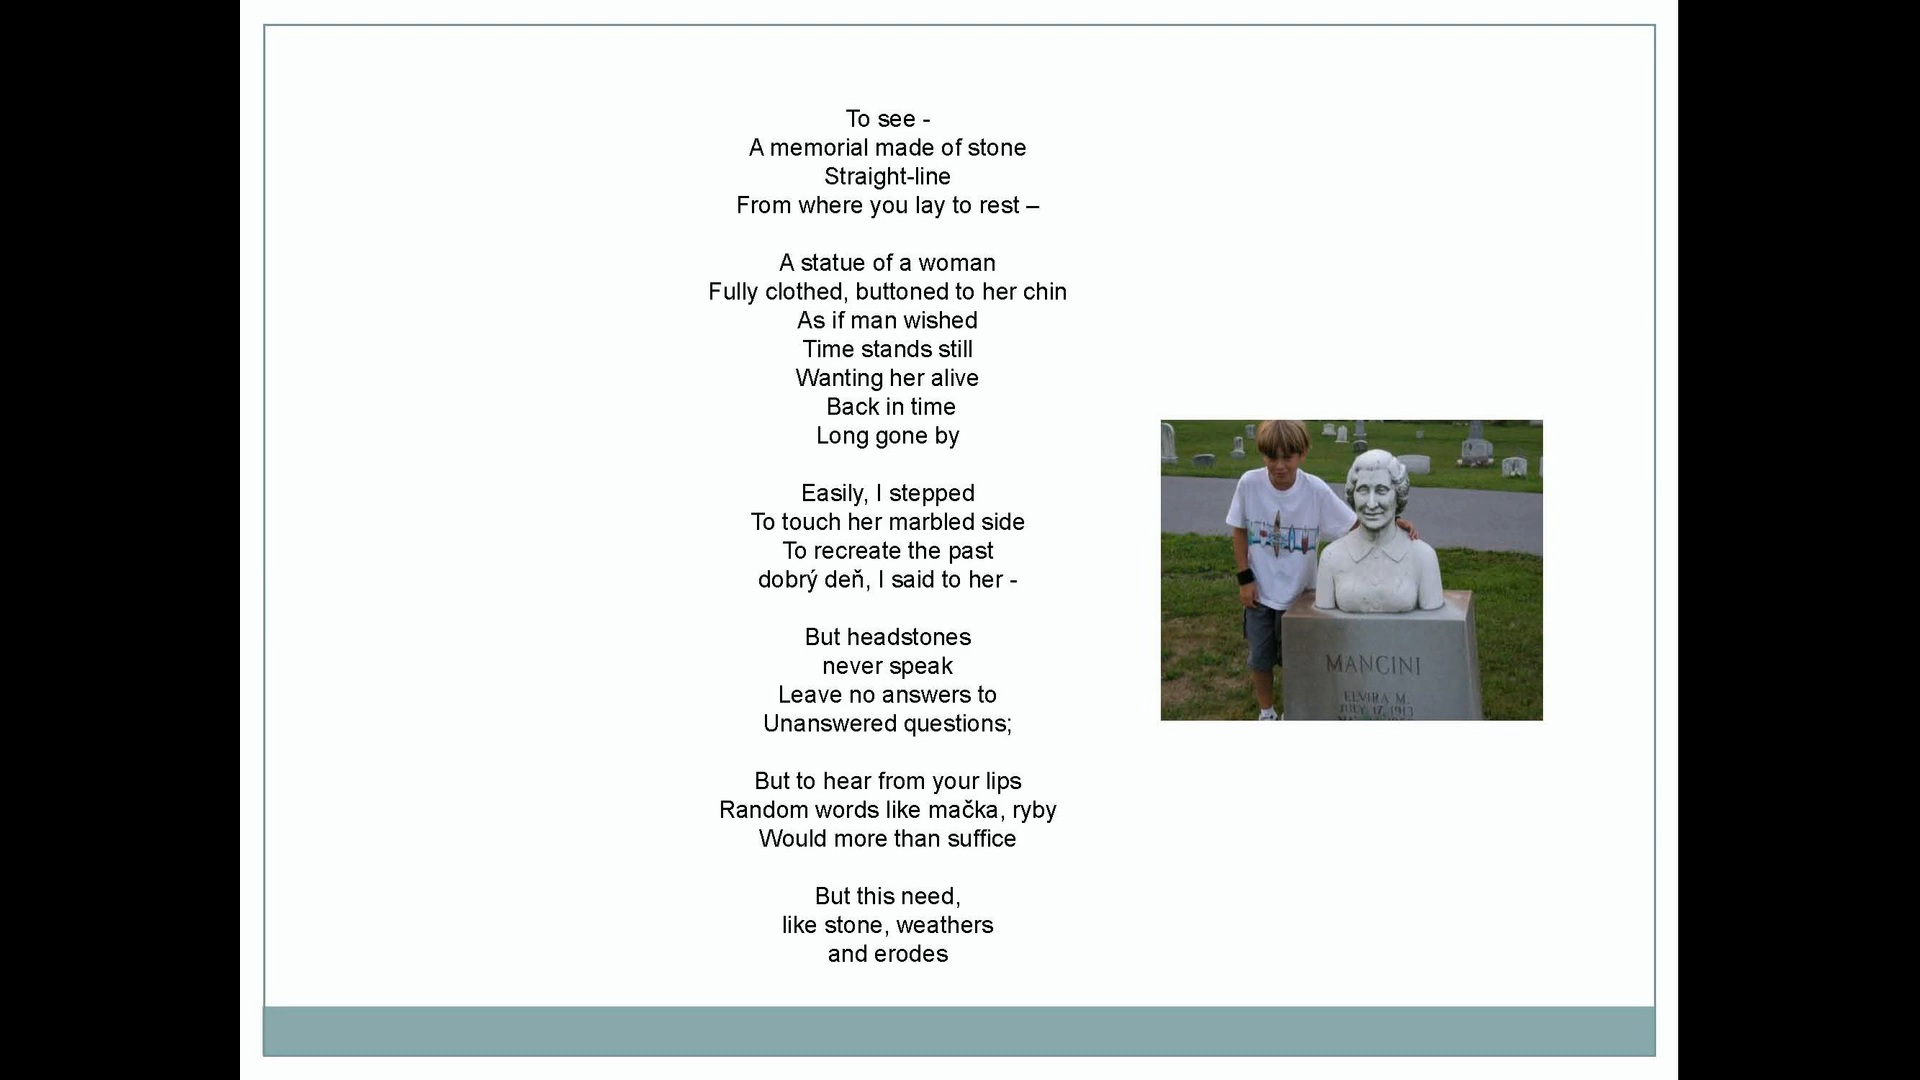 To see -
A memorial made of stone
Straight-line
From where you lay to rest –
A statue of a woman
Fully clothed, buttoned to her chin
As if man wished
Time stands still
Wanting her alive
Back in time
Long gone by
Easily, I stepped
To touch her marbled side
To recreate the past
dobrý deň, I said to her -
But headstones
never speak
Leave no answers to
Unanswered questions;
But to hear from your lips
Random words like mačka, ryby
Would more than suffice
But this need,
like stone, weathers
and erodes
MANCINI
ELVIRA M.
JULY 17, 1913